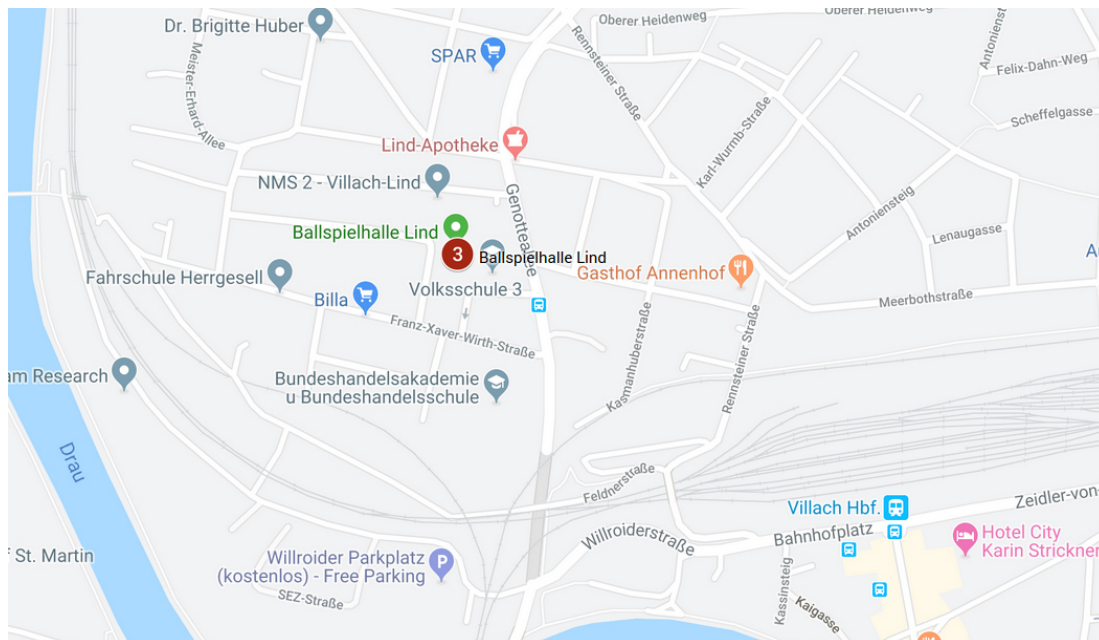 Dr. Brigitte Huber
Oberer Heidenweg
Oberer Heidenweg
SPAR
Meister-Erhard-Allee
Rennsteiner Straße
Antoniensteig
Felix-Dahn-Weg
Scheffelgasse
Lind-Apotheke
Karl-Wurmb-Straße
NMS 2 - Villach-Lind
Genotteallee
Antoniensteig
Ballspielhalle Lind
3
Ballspielhalle Lind
Lenaugasse
Fahrschule Herrgesell
Gasthof Annenhof
Volksschule 3
Billa
Meerbothstraße
Franz-Xaver-Wirth-Straße
Kasmanhuberstraße
Rennsteiner Straße
am Research
Bundeshandelsakademie
u Bundeshandelsschule
Drau
Feldnerstraße
Villach Hbf.
Zeidler-von-
Willroiderstraße
Bahnhofplatz
Hotel City
Karin Strickner
St. Martin
Willroider Parkplatz
(kostenlos) - Free Parking
P
SEZ-Straße
Kassinsteig
Kaigasse